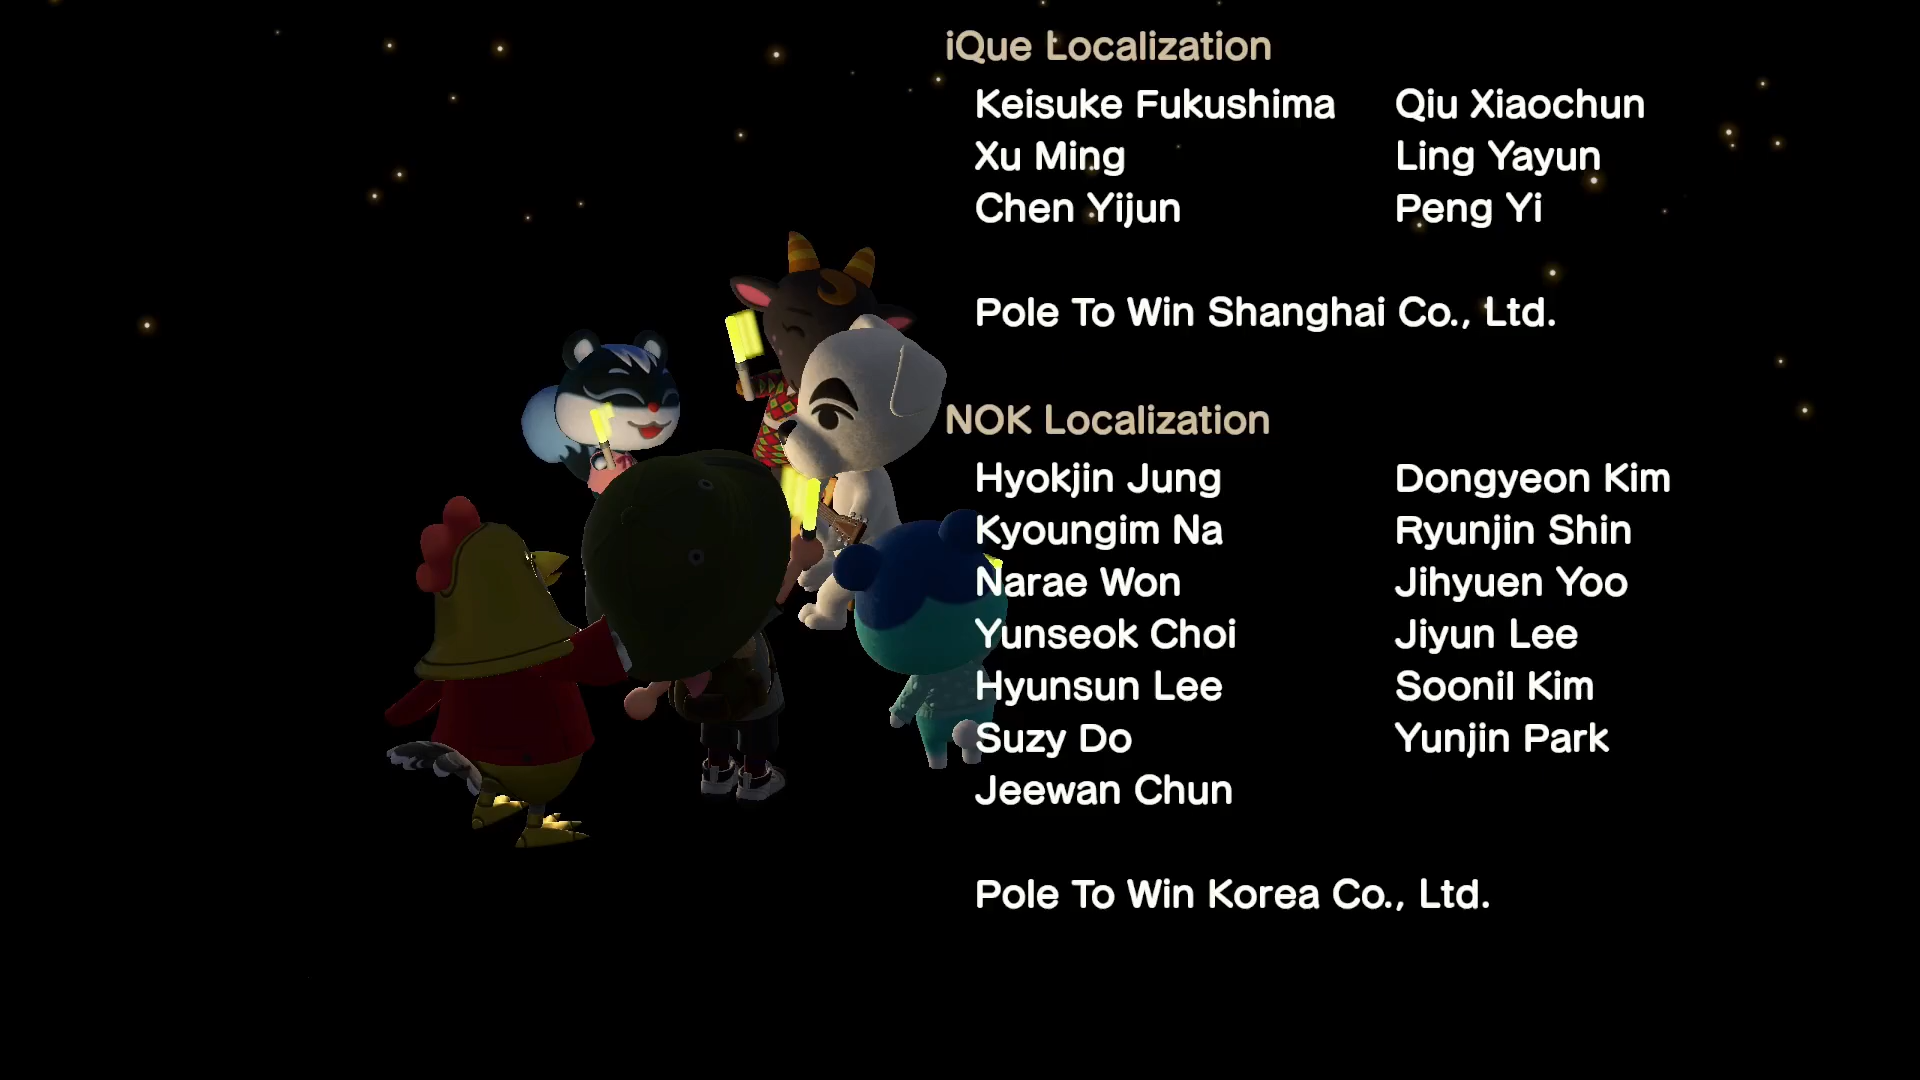 iQue Localization
Keisuke Fukushima Qiu Xiaochun
Xu Ming Ling Yayun
Chen Yijun Peng Yi
Pole To Win Shanghai Co., Ltd.
NOK Localization
Hyokjin Jung Dongyeon Kim
Kyoungim Na Ryunjin Shin
Narae Won Jihyuen Yoo
Yunseok Choi Jiyun Lee
Hyunsun Lee Soonil Kim
Suzy Do Yunjin Park
Jeewan Chun
Pole To Win Korea Co., Ltd.